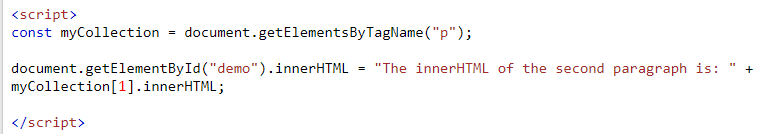 <script>
const myCollection = document.getElementsByTagName("p");
document.getElementById("demo").innerHTML = "The innerHTML of the second paragraph is: " +
myCollection[1].innerHTML;
</script>